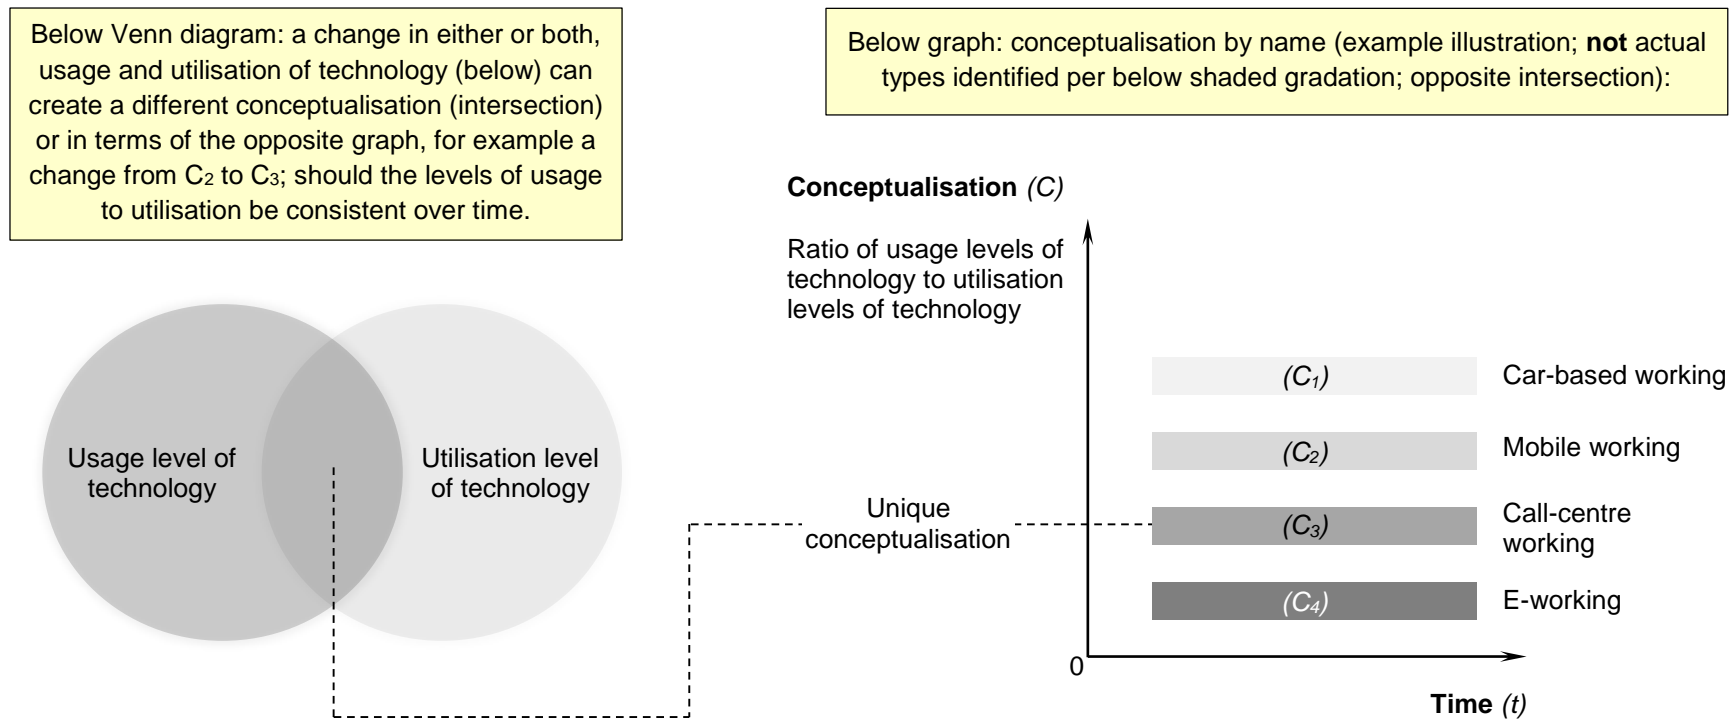 Below Venn diagram: a change in either or both,
usage and utilisation of technology (below) can
create a different conceptualisation (intersection)
or in terms of the opposite graph, for example a
change from C2 to C3; should the levels of usage
to utilisation be consistent over time.
Below graph: conceptualisation by name (example illustration; not actual
types identified per below shaded gradation; opposite intersection):
Conceptualisation (C)
Ratio of usage levels of
technology to utilisation
levels of technology
Usage level of
technology
Utilisation level
of technology
Unique
conceptualisation
(C1)
Car-based working
(C2)
Mobile working
(C3)
Call-centre
working
(C4)
E-working
0
Time (t)